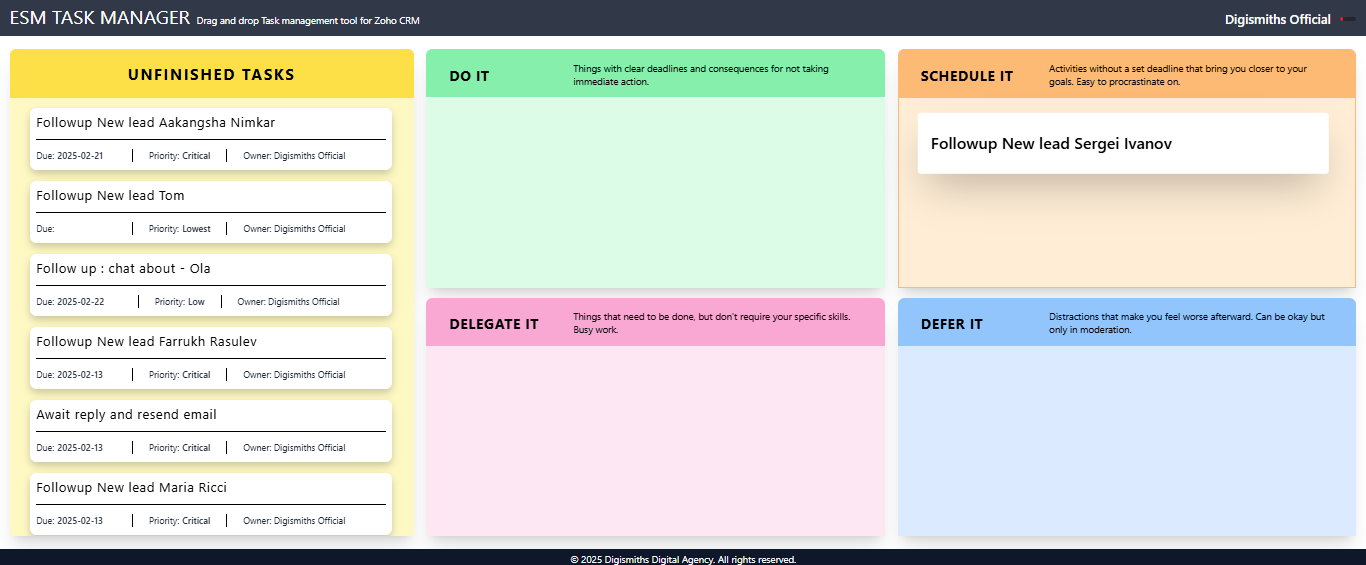 ESM TASK MANAGER Drag and drop Task management tool for Zoho CRM
Digismiths Official
UNFINISHED TASKS
Followup New lead Aakangsha Nimkar
Due: 2025-02-21 Priority: Critical Owner: Digismiths Official
Followup New lead Tom
Due: Priority: Lowest Owner: Digismiths Official
Follow up : chat about - Ola
Due: 2025-02-22 Priority: Low Owner: Digismiths Official
Followup New lead Farrukh Rasulev
Due: 2025-02-13 Priority: Critical Owner: Digismiths Official
Await reply and resend email
Due: 2025-02-13 Priority: Critical Owner: Digismiths Official
Followup New lead Maria Ricci
Due: 2025-02-13 Priority: Critical Owner: Digismiths Official
DO IT
Things with clear deadlines and consequences for not taking
immediate action.
SCHEDULE IT
Activities without a set deadline that bring you closer to your
goals. Easy to procrastinate on.
Followup New lead Sergei Ivanov
DELEGATE IT
Things that need to be done, but don't require your specific skills.
Busy work.
DEFER IT
Distractions that make you feel worse afterward. Can be okay but
only in moderation.
© 2025 Digismiths Digital Agency. All rights reserved.